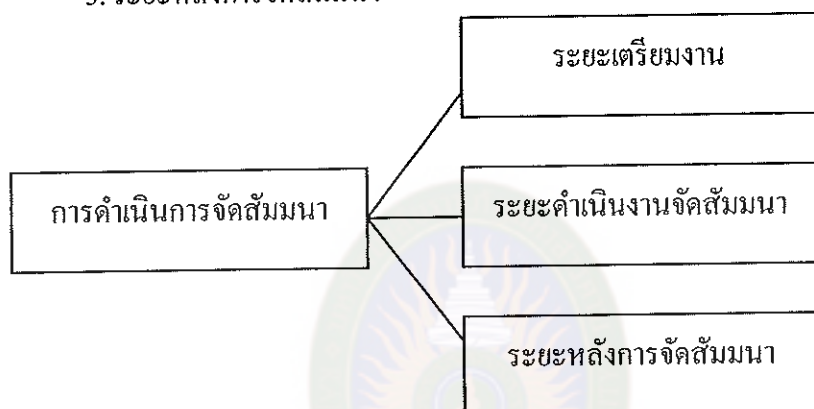 ระยะเตรียมงาน
การดำเนินการจัดสัมมนา
ระยะดำเนินงานจัดสัมมนา
ระยะหลังการจัดสัมมนา